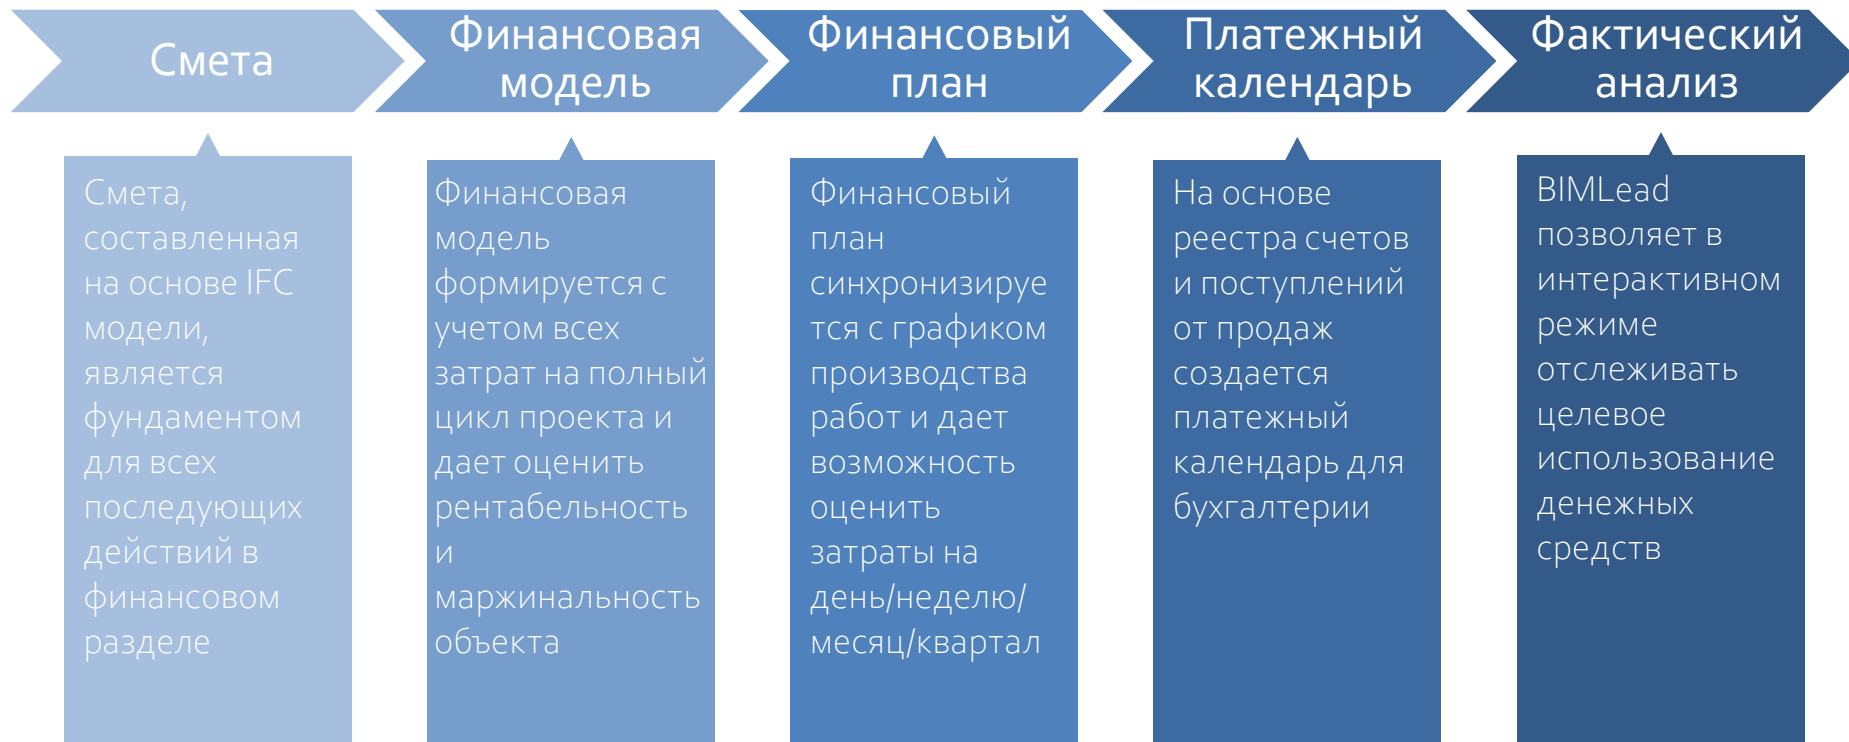 Смета
Финансовая
модель
Финансовый
план
Платежный
календарь
Фактический
анализ
Смета,
составленная
на основе IFC
модели,
является
фундаментом
для всех
последующих
действий в
финансовом
разделе
Финансовая
модель
формируется с
учетом всех
затрат на полный
цикл проекта и
дает оценить
рентабельность
и
маржинальность
объекта
Финансовый
план
синхронизируе
тся с графиком
производства
работ и дает
возможность
оценить
затраты на
день/неделю/
месяц/квартал
На основе
реестра счетов
и поступлений
от продаж
создается
платежный
календарь для
бухгалтерии
BIMLead
позволяет в
интерактивном
режиме
отслеживать
целевое
использование
денежных
средств